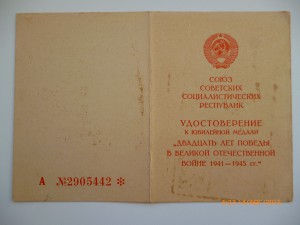 СОЮЗ
СОВЕТСКИХ
СОЦИАЛИСТИЧЕСКИХ
РЕСПУБЛИК
УДОСТОВЕРЕНИЕ
К ЮБИЛЕЙНОЙ МЕДАЛИ
„ДВАДЦАТЬ ЛЕТ ПОБЕДЫ
В ВЕЛИКОЙ ОТЕЧЕСТВЕННОЙ
ВОЙНЕ 1941—1945 гг."
А №2905442 *